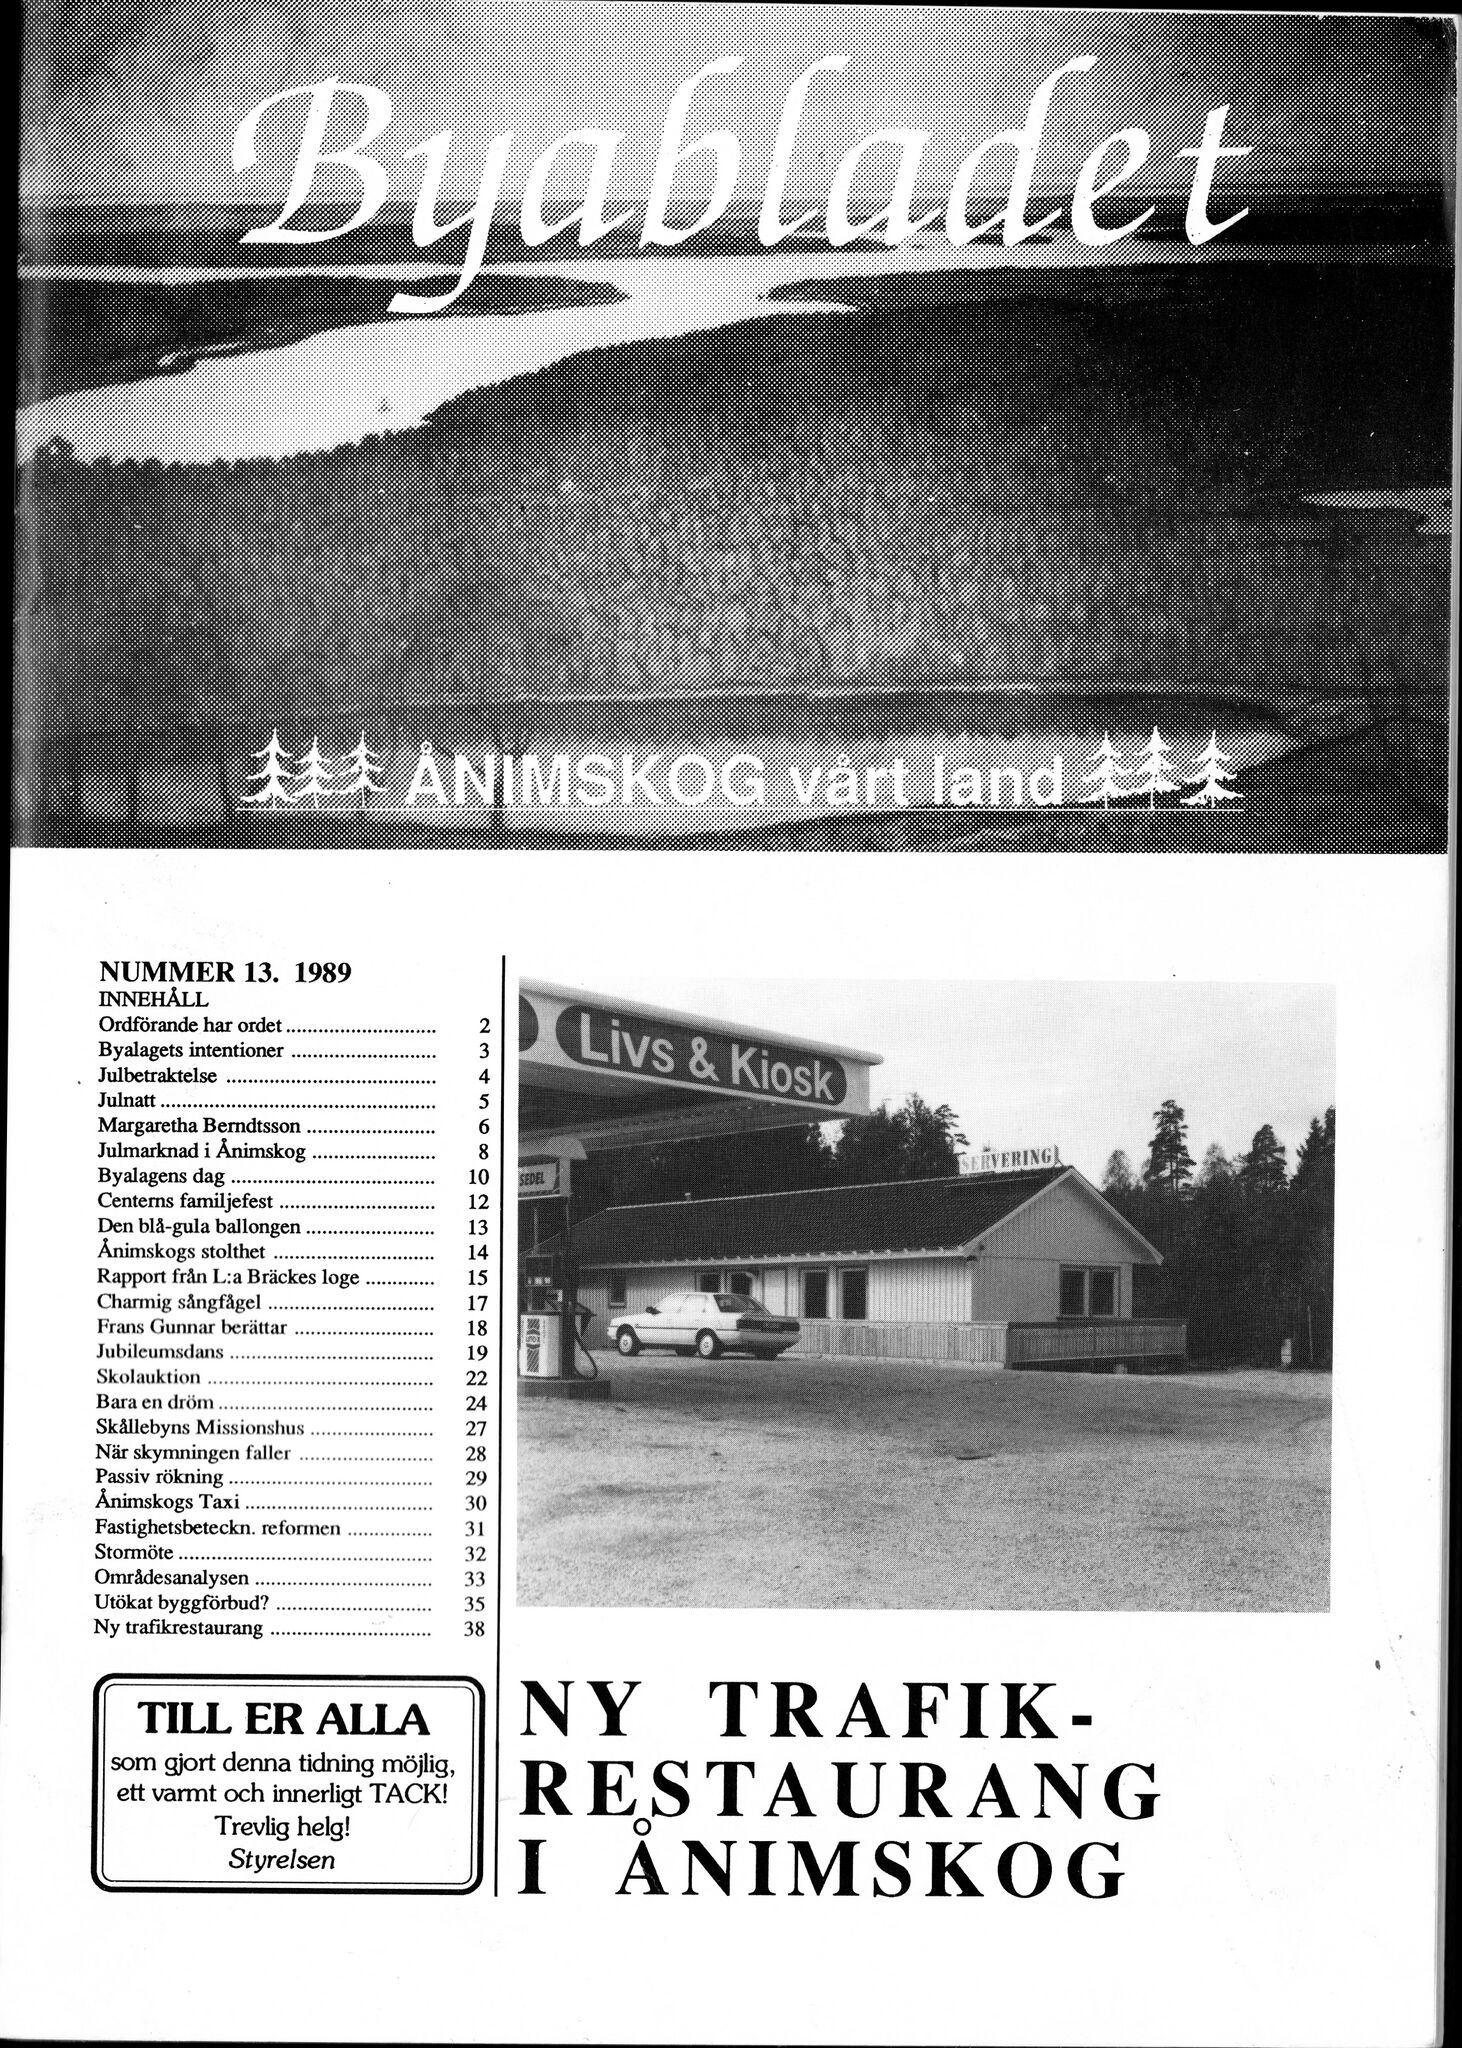 Byabladet
ÅNIMSKOG vårt land
NUMMER 13. 1989
INNEHÅLL
Ordförande har ordet ............................ 2
Byalagets intentioner ........................... 3
Julbetraktelse ....................................... 4
Julnatt ................................................... 5
Margaretha Berndtsson ........................ 6
Julmarknad i Ånimskog ....................... 8
Byalagens dag ...................................... 10
Centerns familjefest ............................. 12
Den blå-gula ballongen ........................ 13
Ånimskogs stolthet .............................. 14
Rapport från L:a Bräckes loge ............. 15
Charmig sångfågel ............................... 17
Frans Gunnar berättar .......................... 18
Jubileumsdans ...................................... 19
Skolauktion .......................................... 22
Bara en dröm ........................................ 24
Skållebyns Missionshus ....................... 27
När skymningen faller ......................... 28
Passiv rökning ...................................... 29
Ånimskogs Taxi ................................... 30
Fastighetsbeteckn. reformen ................ 31
Stormöte ............................................... 32
Områdesanalysen ................................. 33
Utökat byggförbud? ............................. 35
Ny trafikrestaurang .............................. 38
TILL ER ALLA
som gjort denna tidning möjlig,
ett varmt och innerligt TACK!
Trevlig helg!
Styrelsen
Livs & Kiosk
SERVERING
SEDEL
NY TRAFIK-
RESTAURANG
I ÅNIMSKOG